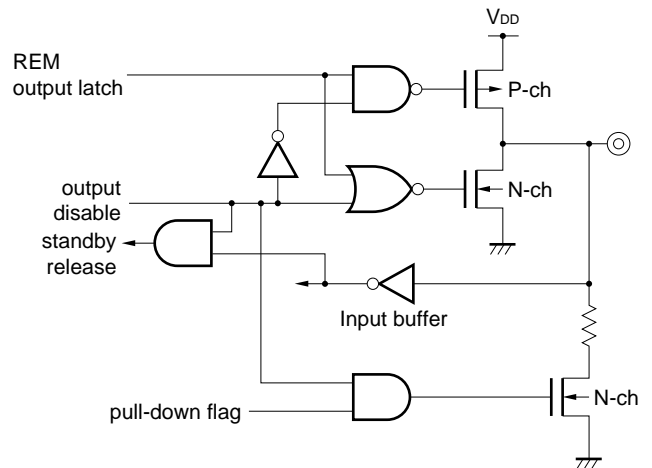 VDD
REM
output latch
P-ch
output
disable
N-ch
standby
release
Input buffer
N-ch
pull-down flag